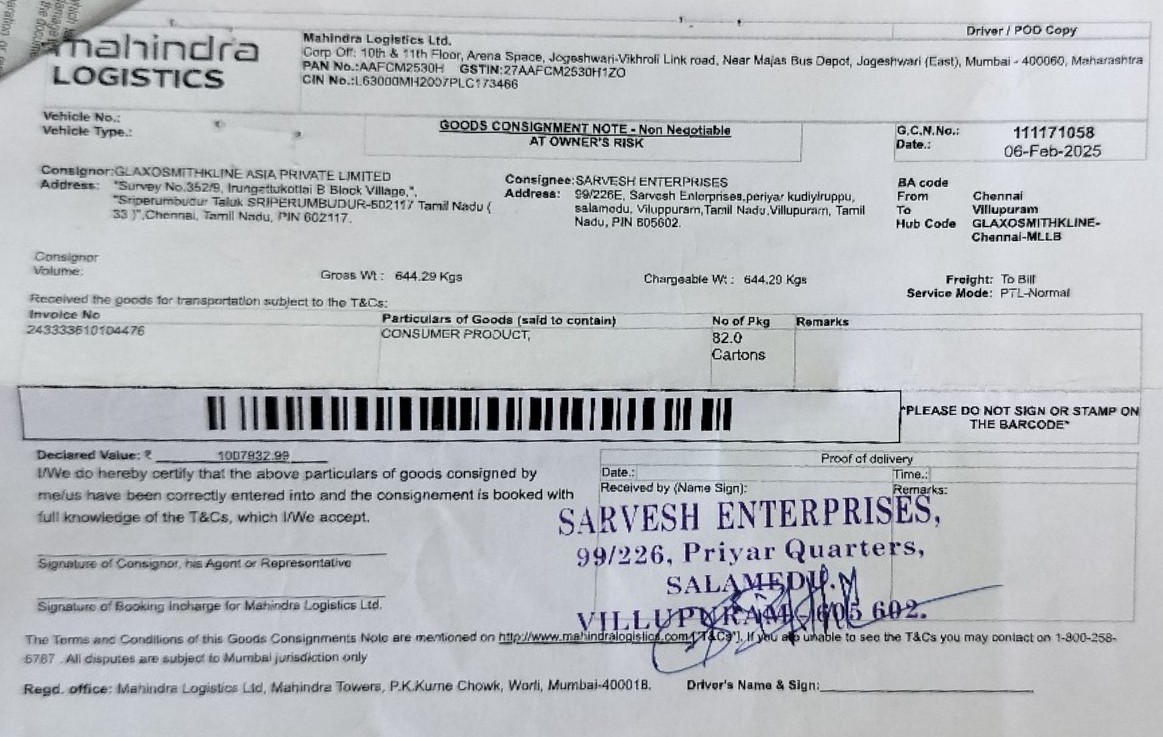 Driver / POD Copy
mahindra
LOGISTICS
Mahindra Logistics Ltd.
Corp Off: 10th & 11th Floor, Arena Space, Jogeshwari-Vikhroli Link road, Near Majas Bus Depot, Jogeshwari (East), Mumbai - 400060, Maharashtra
PAN No.:AAFCM2530H GSTIN:27AAFCM2530H1ZO
CIN No.:L63000MH2007PLC173466
Vehicle No.:
Vehicle Type.:
GOODS CONSIGNMENT NOTE - Non Negotiable
AT OWNER'S RISK
G.C.N.No.: 111171058
Date.: 06-Feb-2025
Consignor:GLAXOSMITHKLINE ASIA PRIVATE LIMITED
Address: "Survey No.352/9, Irungattukottai B Block Village,",
"Sriperumbudur Taluk SRIPERUMBUDUR-602117 Tamil Nadu (
33 )",Chennai, Tamil Nadu, PIN 602117.
Consignee:SARVESH ENTERPRISES
Address: 99/226E, Sarvesh Enterprises,periyar kudiyiruppu,
salamedu, Viluppuram,Tamil Nadu,Villupuram, Tamil
Nadu, PIN 605602.
BA code
From Chennai
To Villupuram
Hub Code GLAXOSMITHKLINE-
Chennai-MLLB
Consignor
Volume:
Gross Wt : 644.29 Kgs
Chargeable Wt : 644.29 Kgs
Freight: To Bill
Service Mode: PTL-Normal
Received the goods for transportation subject to the T&Cs:
Invoice No Particulars of Goods (said to contain) No of Pkg Remarks
243333610104476 CONSUMER PRODUCT, 82.0
Cartons
*PLEASE DO NOT SIGN OR STAMP ON
THE BARCODE*
Declared Value: ₹ 1007932.99
I/We do hereby certify that the above particulars of goods consigned by
me/us have been correctly entered into and the consignement is booked with
full knowledge of the T&Cs, which I/We accept.
Signature of Consignor, his Agent or Representative
Signature of Booking Incharge for Mahindra Logistics Ltd.
Proof of delivery
Date.: Time.:
Received by (Name Sign): Remarks:
SARVESH ENTERPRISES,
99/226, Priyar Quarters,
SALAMEDU.
VILLUPURAM - 605 602.
The Terms and Conditions of this Goods Consignments Note are mentioned on http://www.mahindralogistics.com ["T&Cs"]. If you are unable to see the T&Cs you may contact on 1-800-258-
6787 . All disputes are subject to Mumbai jurisdiction only
Regd. office: Mahindra Logistics Ltd, Mahindra Towers, P.K.Kurne Chowk, Worli, Mumbai-400018.
Driver's Name & Sign: